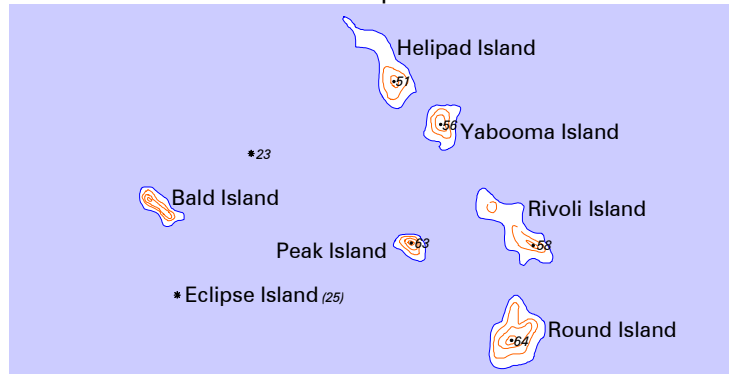 Helipad Island
51
56
Yabooma Island
23
Bald Island
Rivoli Island
63
58
Peak Island
Eclipse Island (25)
Round Island
64